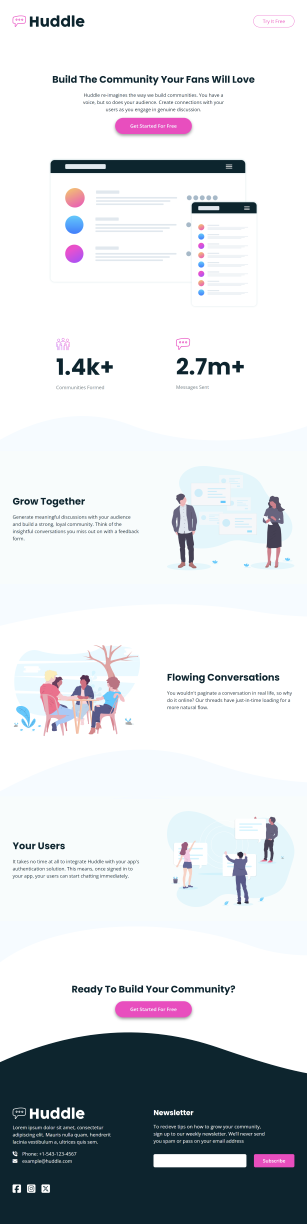 Huddle
Try It Free
Build The Community Your Fans Will Love
Huddle re-imagines the way we build communities. You have a
voice, but so does your audience. Create connections with your
users as you engage in genuine discussion.
Get Started For Free
1.4k+
Communities Formed
2.7m+
Messages Sent
Grow Together
Generate meaningful discussions with your audience
and build a strong, loyal community. Think of the
insightful conversations you miss out on with a feedback
form.
Flowing Conversations
You wouldn't paginate a conversation in real life, so why
do it online? Our threads have just-in-time loading for a
more natural flow.
Your Users
It takes no time at all to integrate Huddle with your app's
authentication solution. This means, once signed in to
your app, your users can start chatting immediately.
Ready To Build Your Community?
Get Started For Free
Huddle
Lorem ipsum dolor sit amet, consectetur
adipiscing elit. Mauris nulla quam, hendrerit
lacinia vestibulum a, ultrices quis sem.
Phone: +1-543-123-4567
example@huddle.com
Newsletter
To recieve tips on how to grow your community,
sign up to our weekly newsletter. We'll never send
you spam or pass on your email address
Subscribe